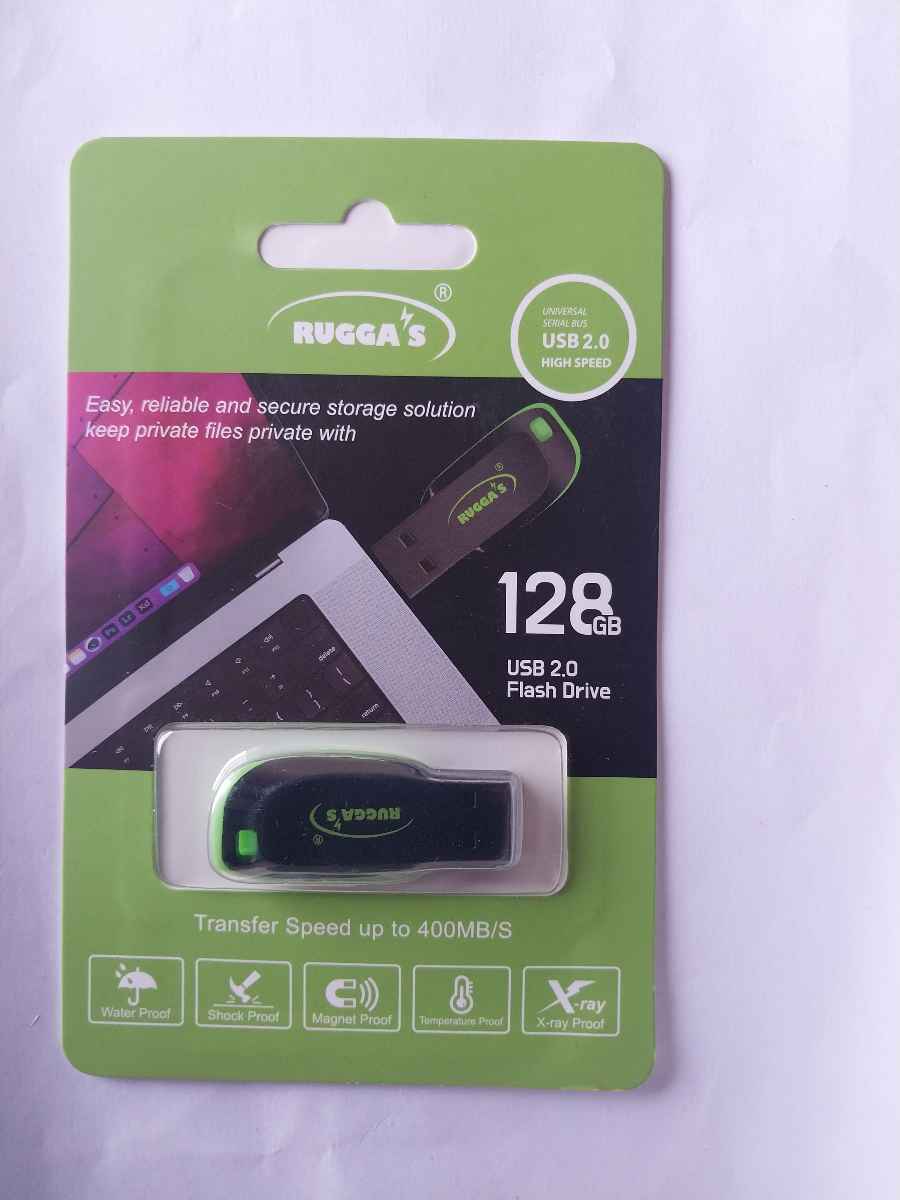 RUGGA'S
®
UNIVERSAL
SERIAL BUS
USB 2.0
HIGH SPEED
Easy, reliable and secure storage solution
keep private files private with
RUGGA'S
®
128GB
USB 2.0
Flash Drive
delete
return
RUGGA'S
®
Transfer Speed up to 400MB/S
Water Proof
Shock Proof
Magnet Proof
Temperature Proof
X-ray
X-ray Proof